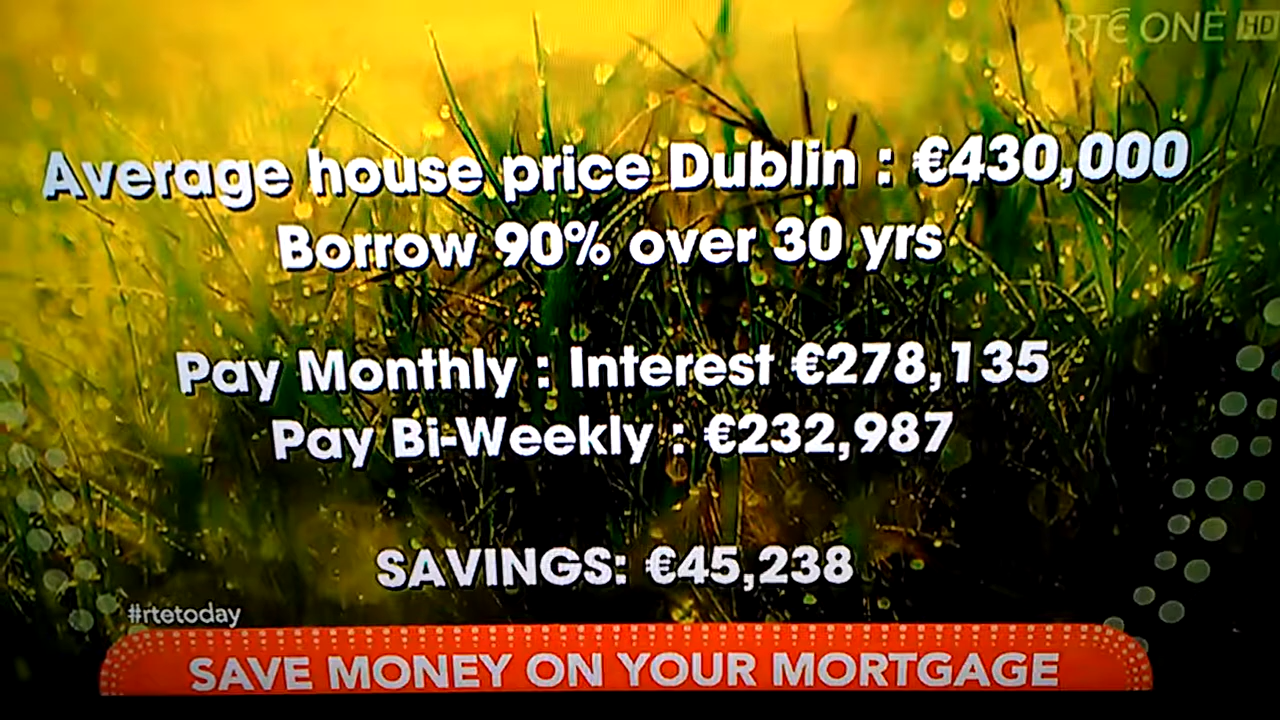 RTÉ ONE HD
Average house price Dublin : €430,000
Borrow 90% over 30 yrs
Pay Monthly : Interest €278,135
Pay Bi-Weekly : €232,987
SAVINGS: €45,238
#rtetoday
SAVE MONEY ON YOUR MORTGAGE